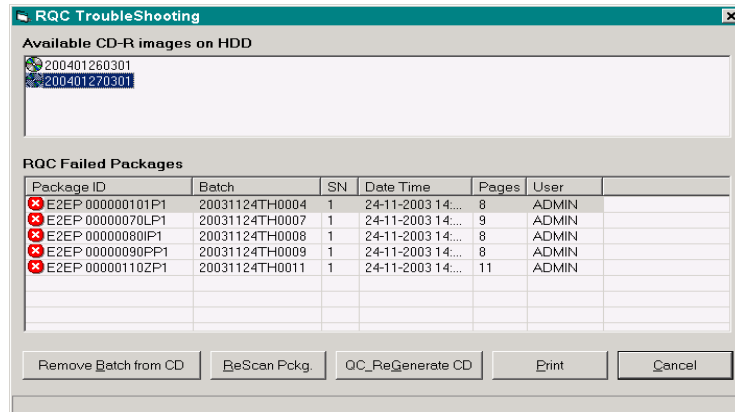 RQC TroubleShooting
Available CD-R images on HDD
200401260301
200401270301
RQC Failed Packages
Package ID Batch SN Date Time Pages User
E2EP 000000101P1 20031124TH0004 1 24-11-2003 14:... 8 ADMIN
E2EP 00000070LP1 20031124TH0007 1 24-11-2003 14:... 9 ADMIN
E2EP 00000080IP1 20031124TH0008 1 24-11-2003 14:... 8 ADMIN
E2EP 00000090PP1 20031124TH0009 1 24-11-2003 14:... 8 ADMIN
E2EP 00000110ZP1 20031124TH0011 1 24-11-2003 14:... 11 ADMIN
Remove Batch from CD ReScan Pckg. QC_ReGenerate CD Print Cancel